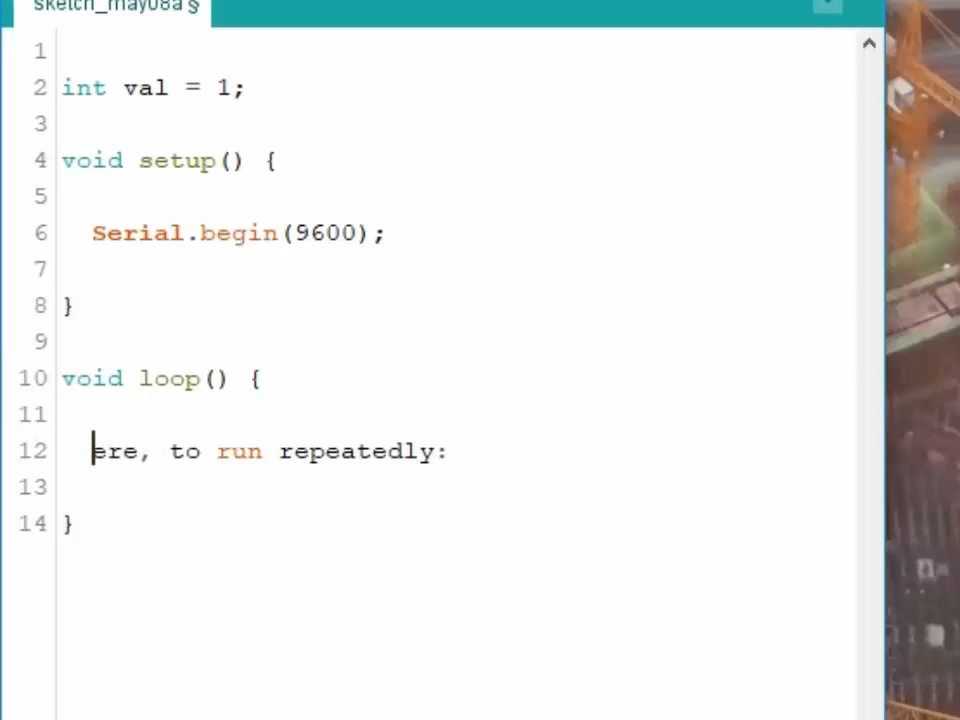 sketch_may08a §
1
2 int val = 1;
3
4 void setup() {
5
6 Serial.begin(9600);
7
8 }
9
10 void loop() {
11
12 ere, to run repeatedly:
13
14 }